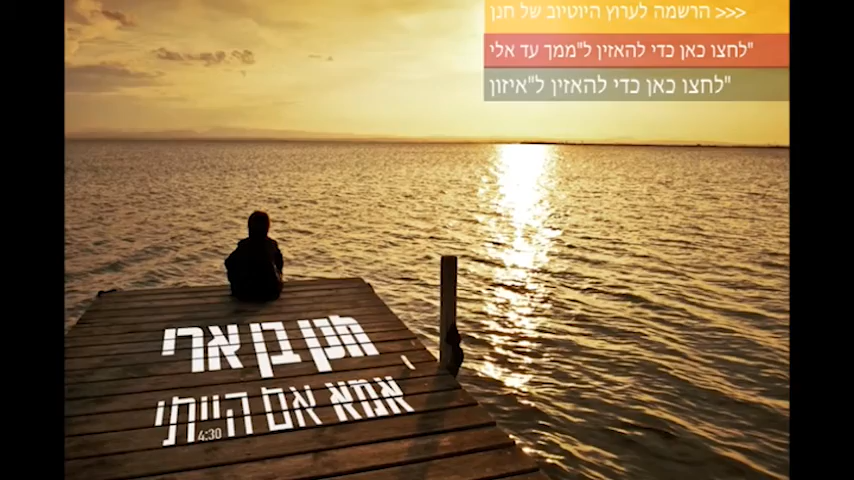 הרשמה לערוץ היוטיוב של חנן >>>
לחצו כאן כדי להאזין ל"ממך עד אלי"
לחצו כאן כדי להאזין ל"איזון"
חנן בן ארי
אמא אם הייתי
4:30